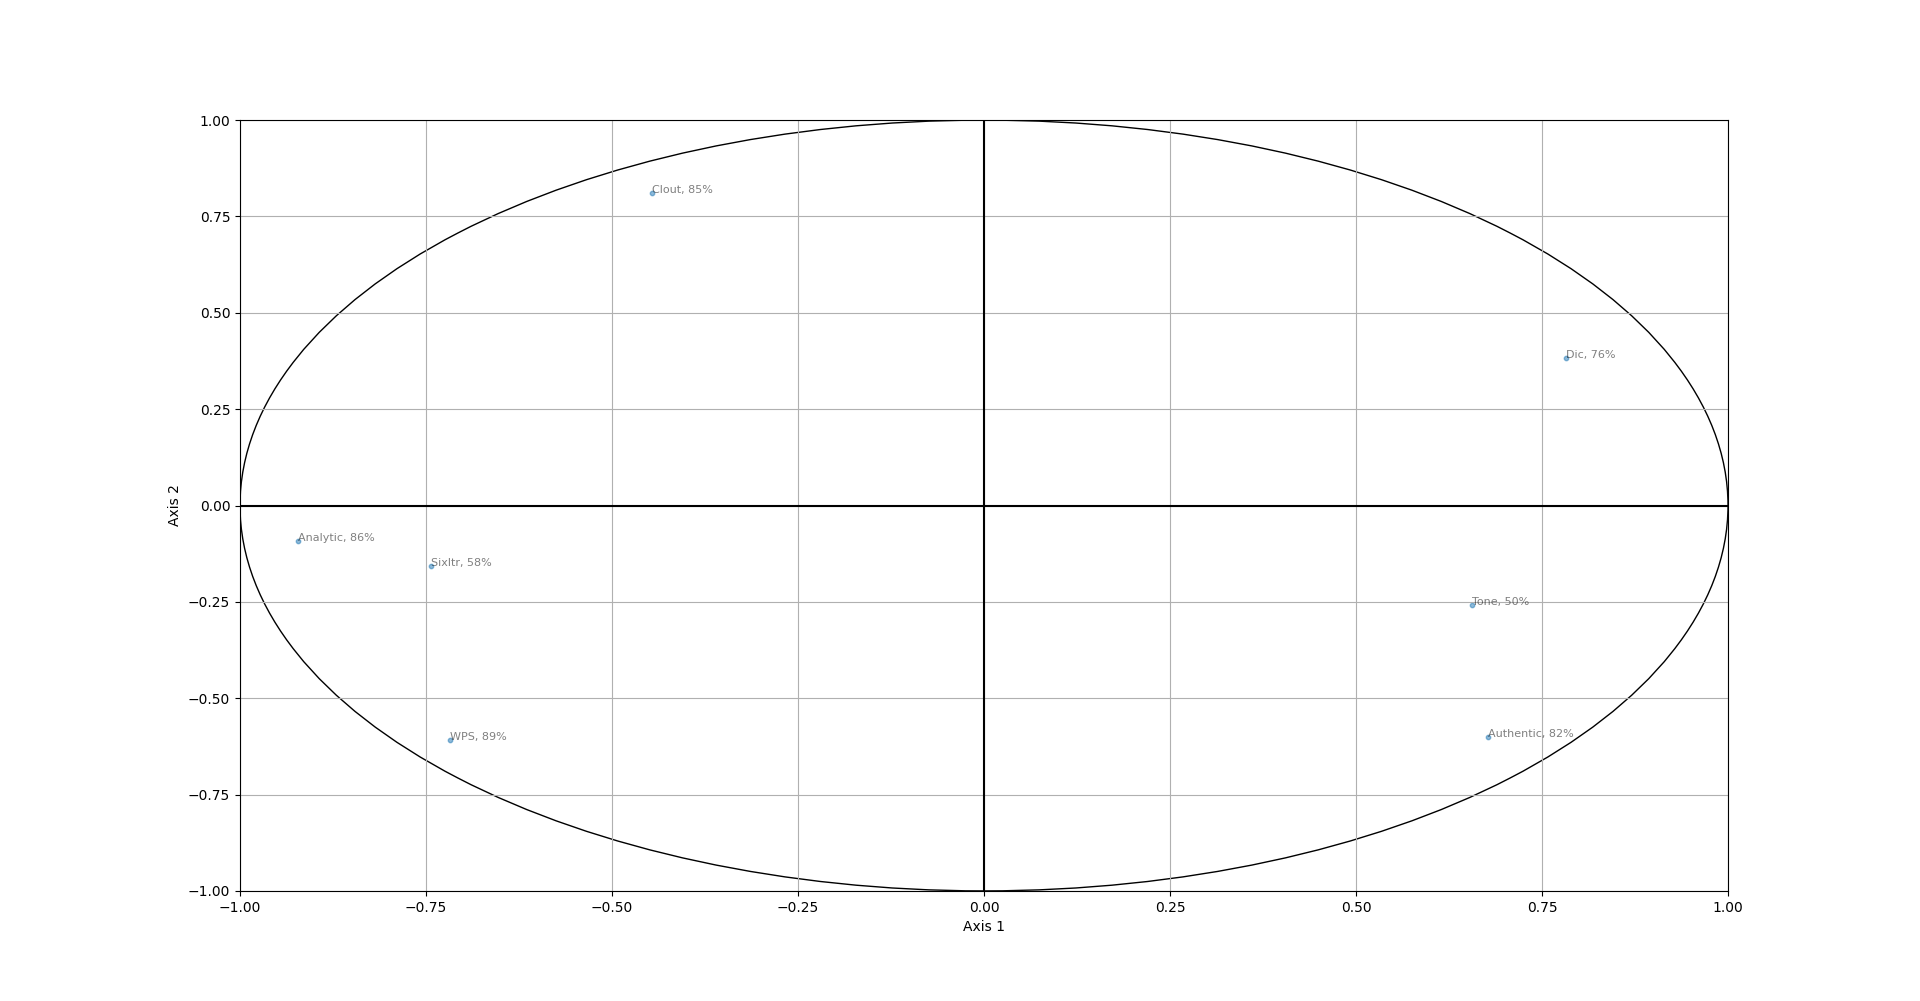 1.00
Clout, 85%
0.75
0.50
Dic, 76%
0.25
Axis 2
0.00
Analytic, 86%
Sixltr, 58%
−0.25
Tone, 50%
−0.50
WPS, 89%
Authentic, 82%
−0.75
−1.00
−1.00 −0.75 −0.50 −0.25 0.00 0.25 0.50 0.75 1.00
Axis 1